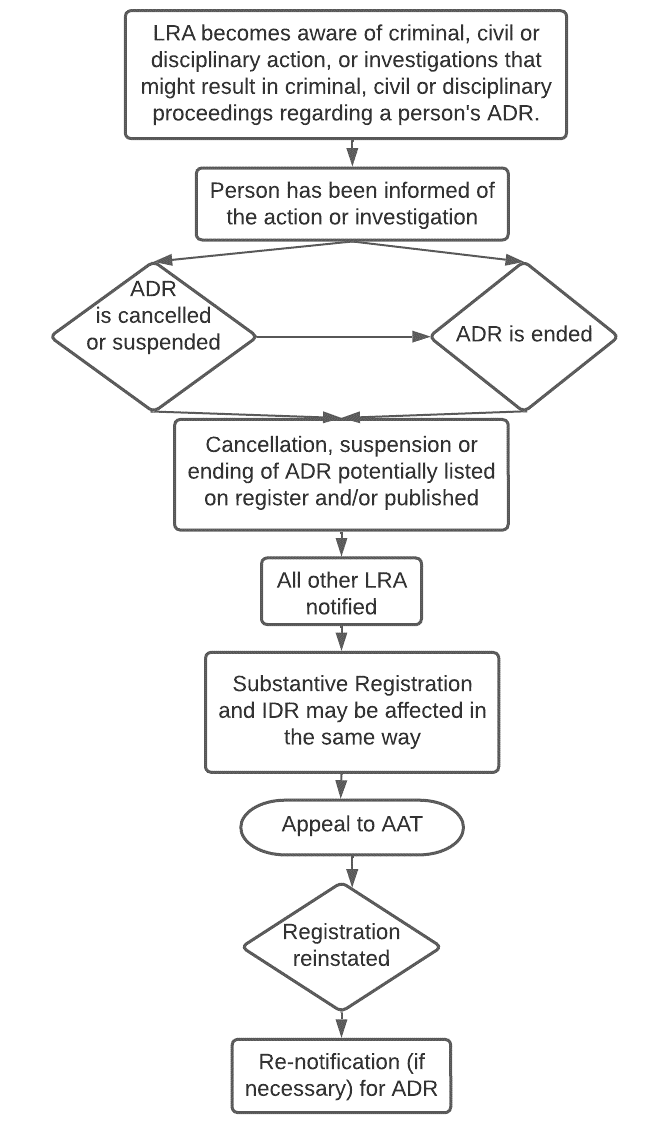 LRA becomes aware of criminal, civil or
disciplinary action, or investigations that
might result in criminal, civil or disciplinary
proceedings regarding a person's ADR.
Person has been informed of
the action or investigation
ADR
is cancelled
or suspended
ADR is ended
Cancellation, suspension or
ending of ADR potentially listed
on register and/or published
All other LRA
notified
Substantive Registration
and IDR may be affected in
the same way
Appeal to AAT
Registration
reinstated
Re-notification (if
necessary) for ADR